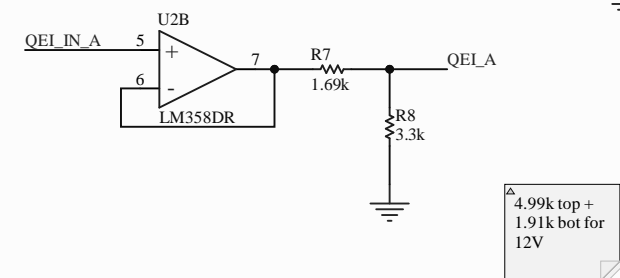 U2B
QEI_IN_A
5
+
6
-
7
LM358DR
R7
1.69k
QEI_A
R8
3.3k
4.99k top +
1.91k bot for
12V